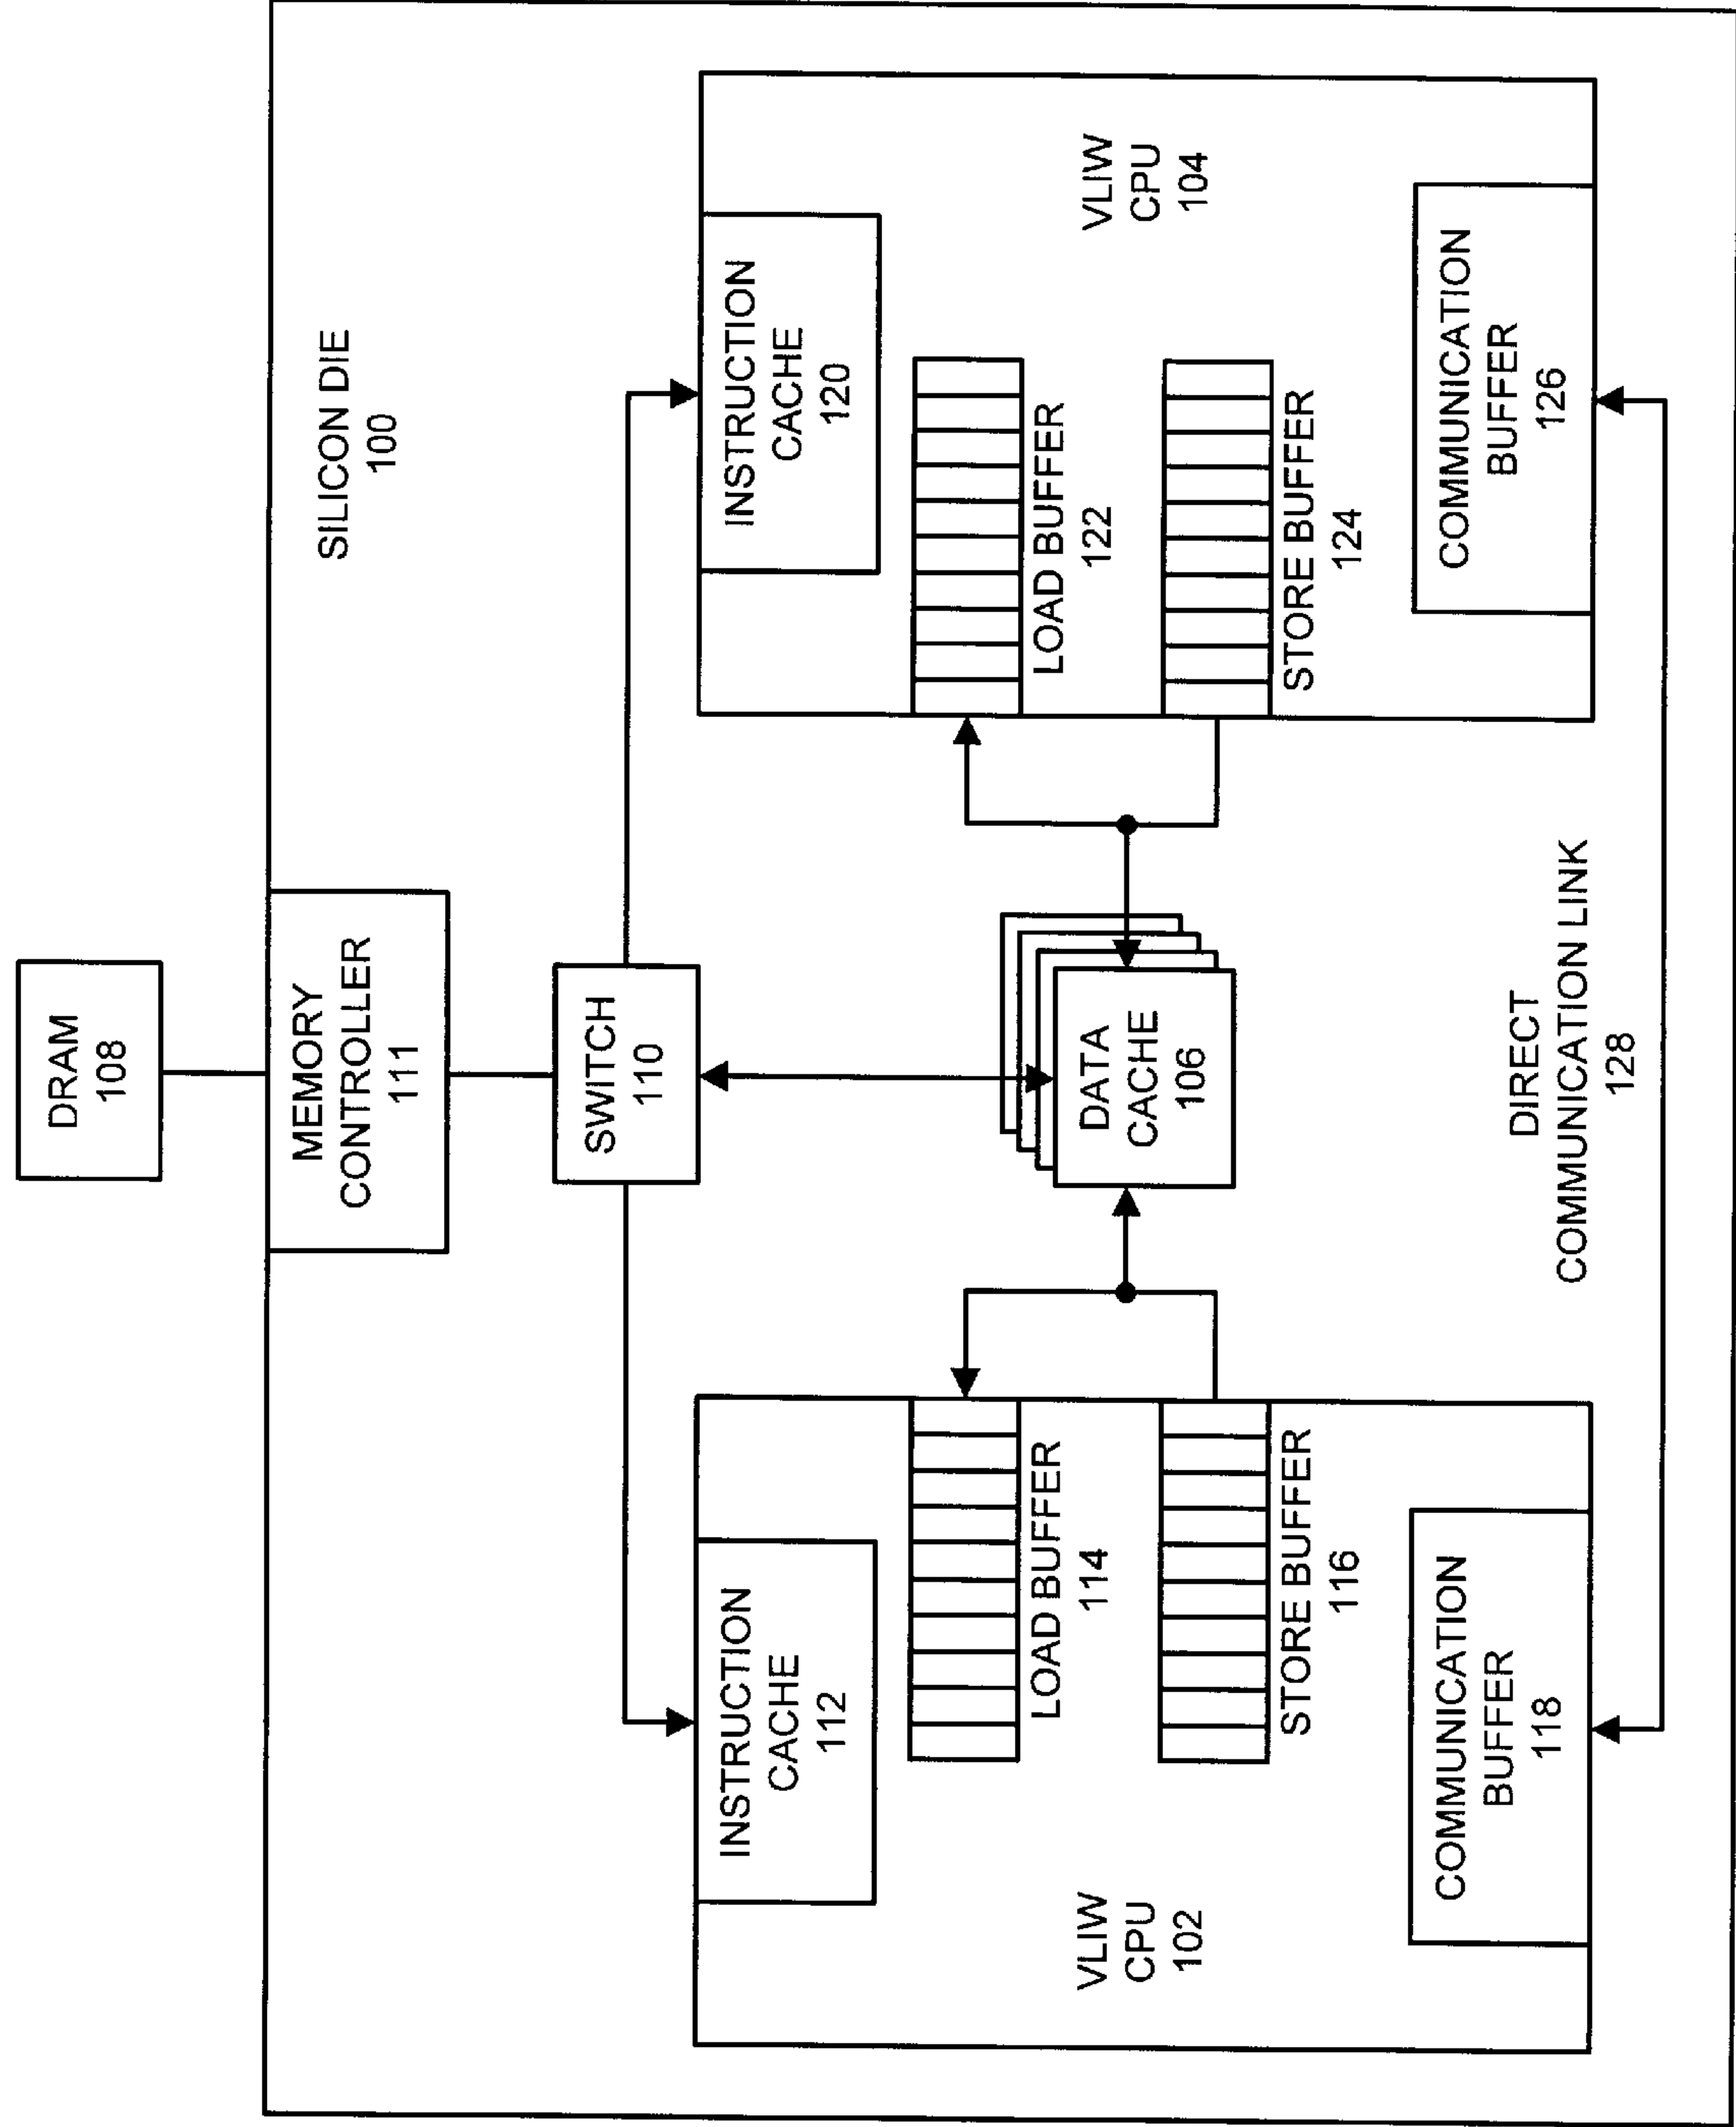 DRAM
108
SILICON DIE
100
MEMORY
CONTROLLER
111
SWITCH
110
INSTRUCTION
CACHE
112
LOAD BUFFER
114
STORE BUFFER
116
VLIW
CPU
102
COMMUNICATION
BUFFER
118
DATA
CACHE
106
INSTRUCTION
CACHE
120
LOAD BUFFER
122
STORE BUFFER
124
VLIW
CPU
104
COMMUNICATION
BUFFER
126
DIRECT
COMMUNICATION LINK
128